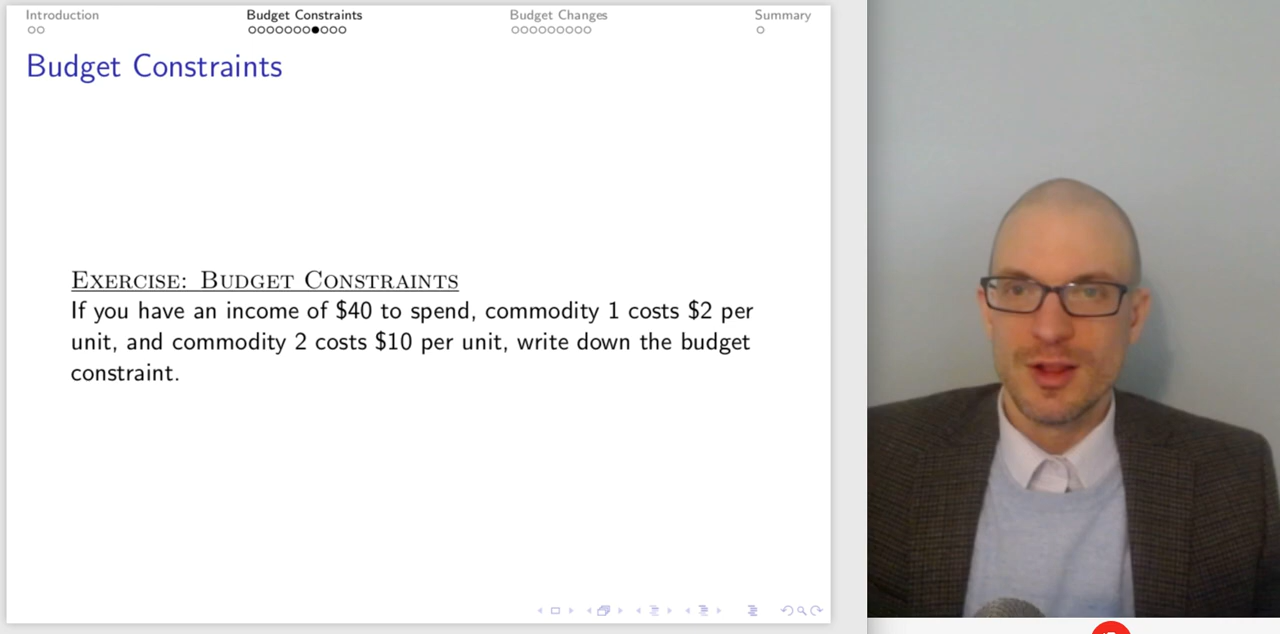 Introduction Budget Constraints Budget Changes Summary
Budget Constraints
EXERCISE: BUDGET CONSTRAINTS
If you have an income of $40 to spend, commodity 1 costs $2 per
unit, and commodity 2 costs $10 per unit, write down the budget
constraint.